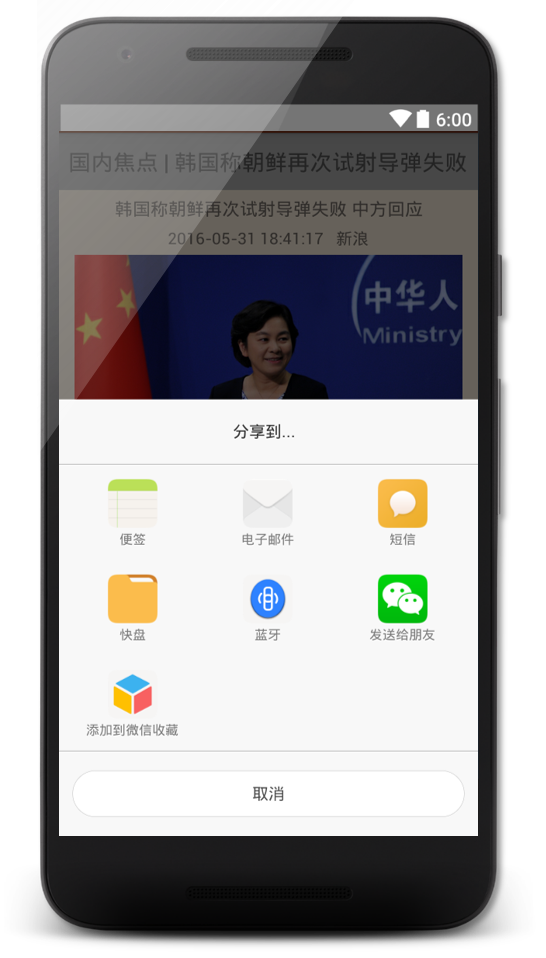 6:00
国内焦点 | 韩国称朝鲜再次试射导弹失败
韩国称朝鲜再次试射导弹失败 中方回应
2016-05-31 18:41:17 新浪
中华人
Ministry
分享到...
便签
电子邮件
短信
快盘
蓝牙
发送给朋友
添加到微信收藏
取消